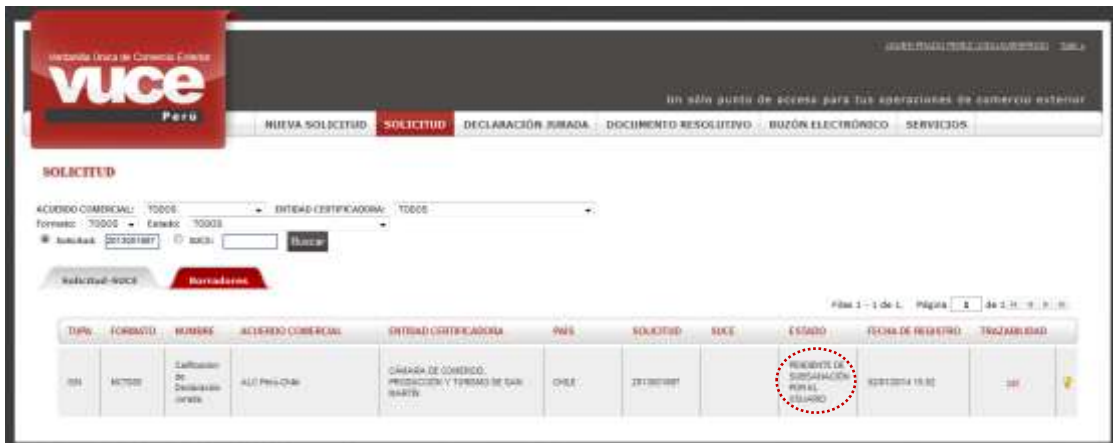 Ventanilla Única de Comercio Exterior
vuce
Perú
Un sólo punto de acceso para tus operaciones de comercio exterior
NUEVA SOLICITUD SOLICITUD DECLARACIÓN JURADA DOCUMENTO RESOLUTIVO BUZÓN ELECTRÓNICO SERVICIOS
SOLICITUD
ACUERDO COMERCIAL: TODOS ENTIDAD CERTIFICADORA: TODOS
Formato: TODOS Estado: TODOS
Solicitud: SUCE: Buscar
Solicitud-SUCE Borradores
Filas 1 - 1 de 1. Página 1 de 1
TUPA FORMATO NOMBRE ACUERDO COMERCIAL ENTIDAD CERTIFICADORA PAÍS SOLICITUD SUCE ESTADO FECHA DE REGISTRO TRAZABILIDAD
Calificación
de
Declaración
Jurada
ALC Perú-Chile
CÁMARA DE COMERCIO,
PRODUCCIÓN Y TURISMO DE SAN
MARTÍN
CHILE
PENDIENTE DE
SUBSANACIÓN
POR EL
USUARIO